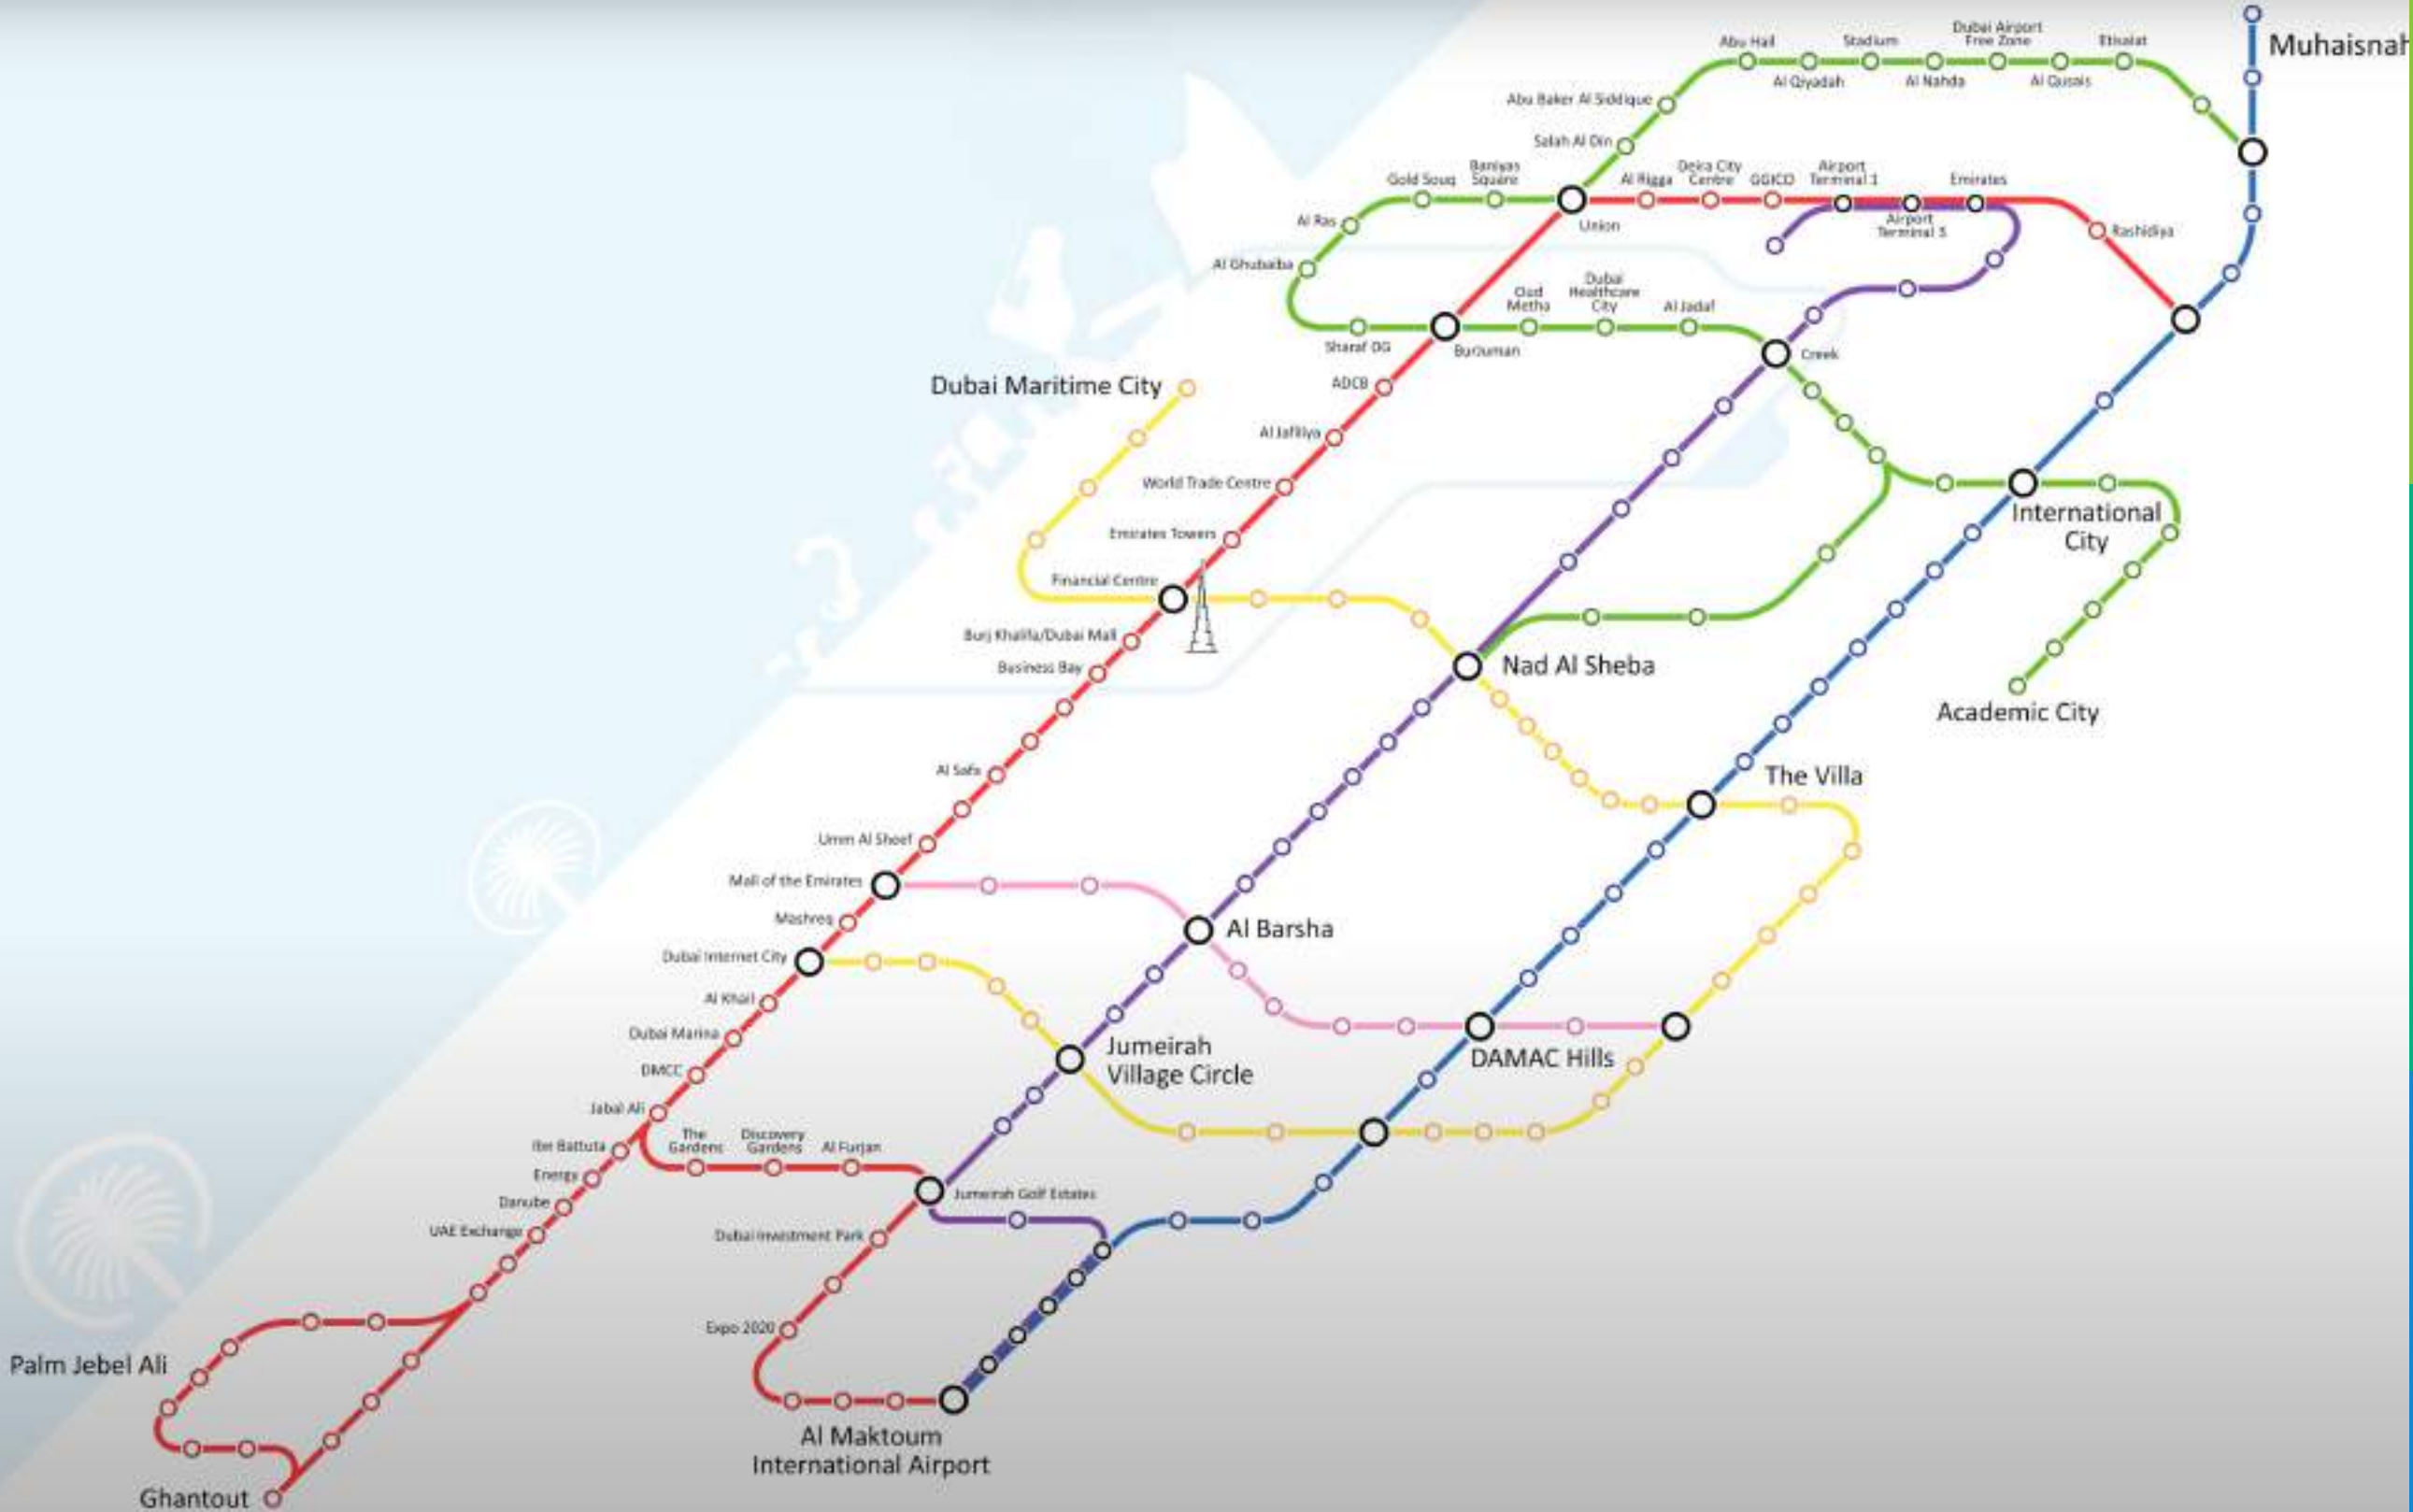 Muhaisnah
Dubai Airport
Free Zone
Abu Hail
Stadium
Etisalat
Al Qiyadah
Al Nahda
Al Qusais
Abu Baker Al Siddique
Salah Al Din
Gold Souq
Baniyas
Square
Al Rigga
Deira City
Centre
GGICO
Airport
Terminal 1
Emirates
Al Ras
Union
Airport
Terminal 3
Rashidiya
Al Ghubaiba
Oud
Metha
Dubai
Healthcare
City
Al Jadaf
Sharaf DG
BurJuman
Creek
Dubai Maritime City
ADCB
Al Jafiliya
World Trade Centre
International
City
Emirates Towers
Financial Centre
Burj Khalifa/Dubai Mall
Business Bay
Nad Al Sheba
Academic City
Al Safa
The Villa
Umm Al Sheef
Mall of the Emirates
Mashreq
Al Barsha
Dubai Internet City
Al Khail
Dubai Marina
Jumeirah
Village Circle
DAMAC Hills
DMCC
Jabal Ali
Ibn Battuta
The
Gardens
Discovery
Gardens
Al Furjan
Energy
Danube
Jumeirah Golf Estates
UAE Exchange
Dubai Investment Park
Expo 2020
Palm Jebel Ali
Al Maktoum
International Airport
Ghantout